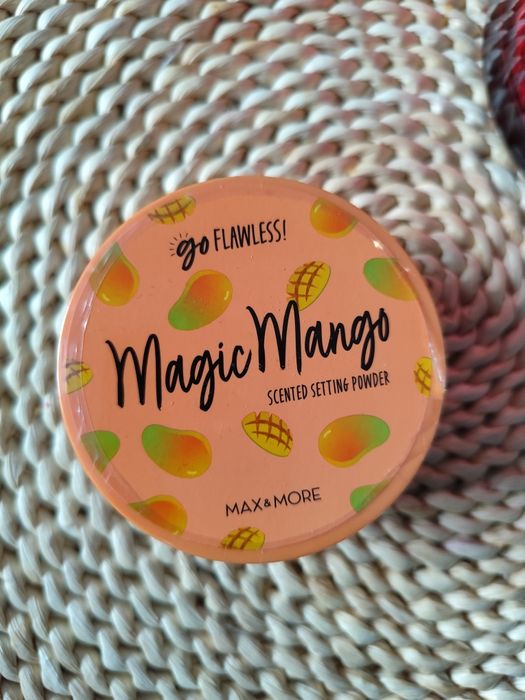 go FLAWLESS!
Magic Mango
SCENTED SETTING POWDER
MAX & MORE